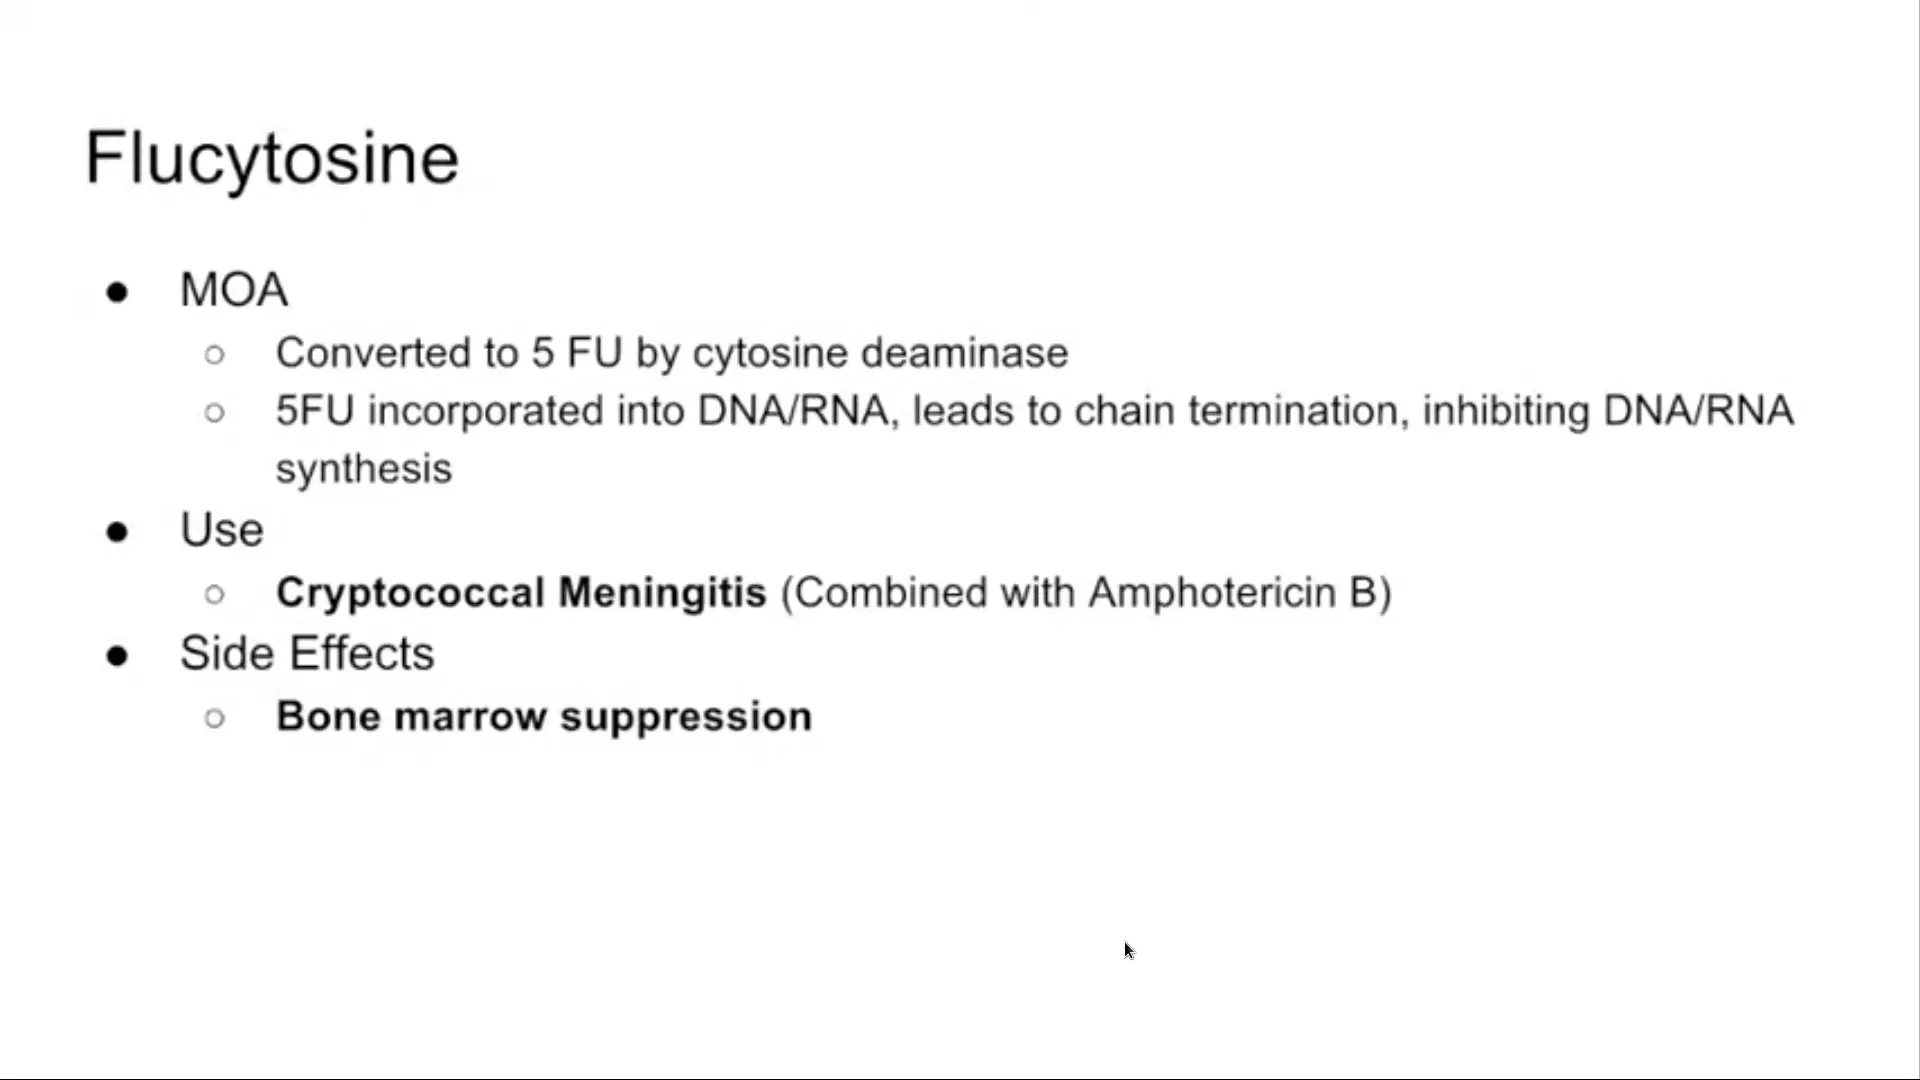 Flucytosine
● MOA
○ Converted to 5 FU by cytosine deaminase
○ 5FU incorporated into DNA/RNA, leads to chain termination, inhibiting DNA/RNA
synthesis
● Use
○ Cryptococcal Meningitis (Combined with Amphotericin B)
● Side Effects
○ Bone marrow suppression